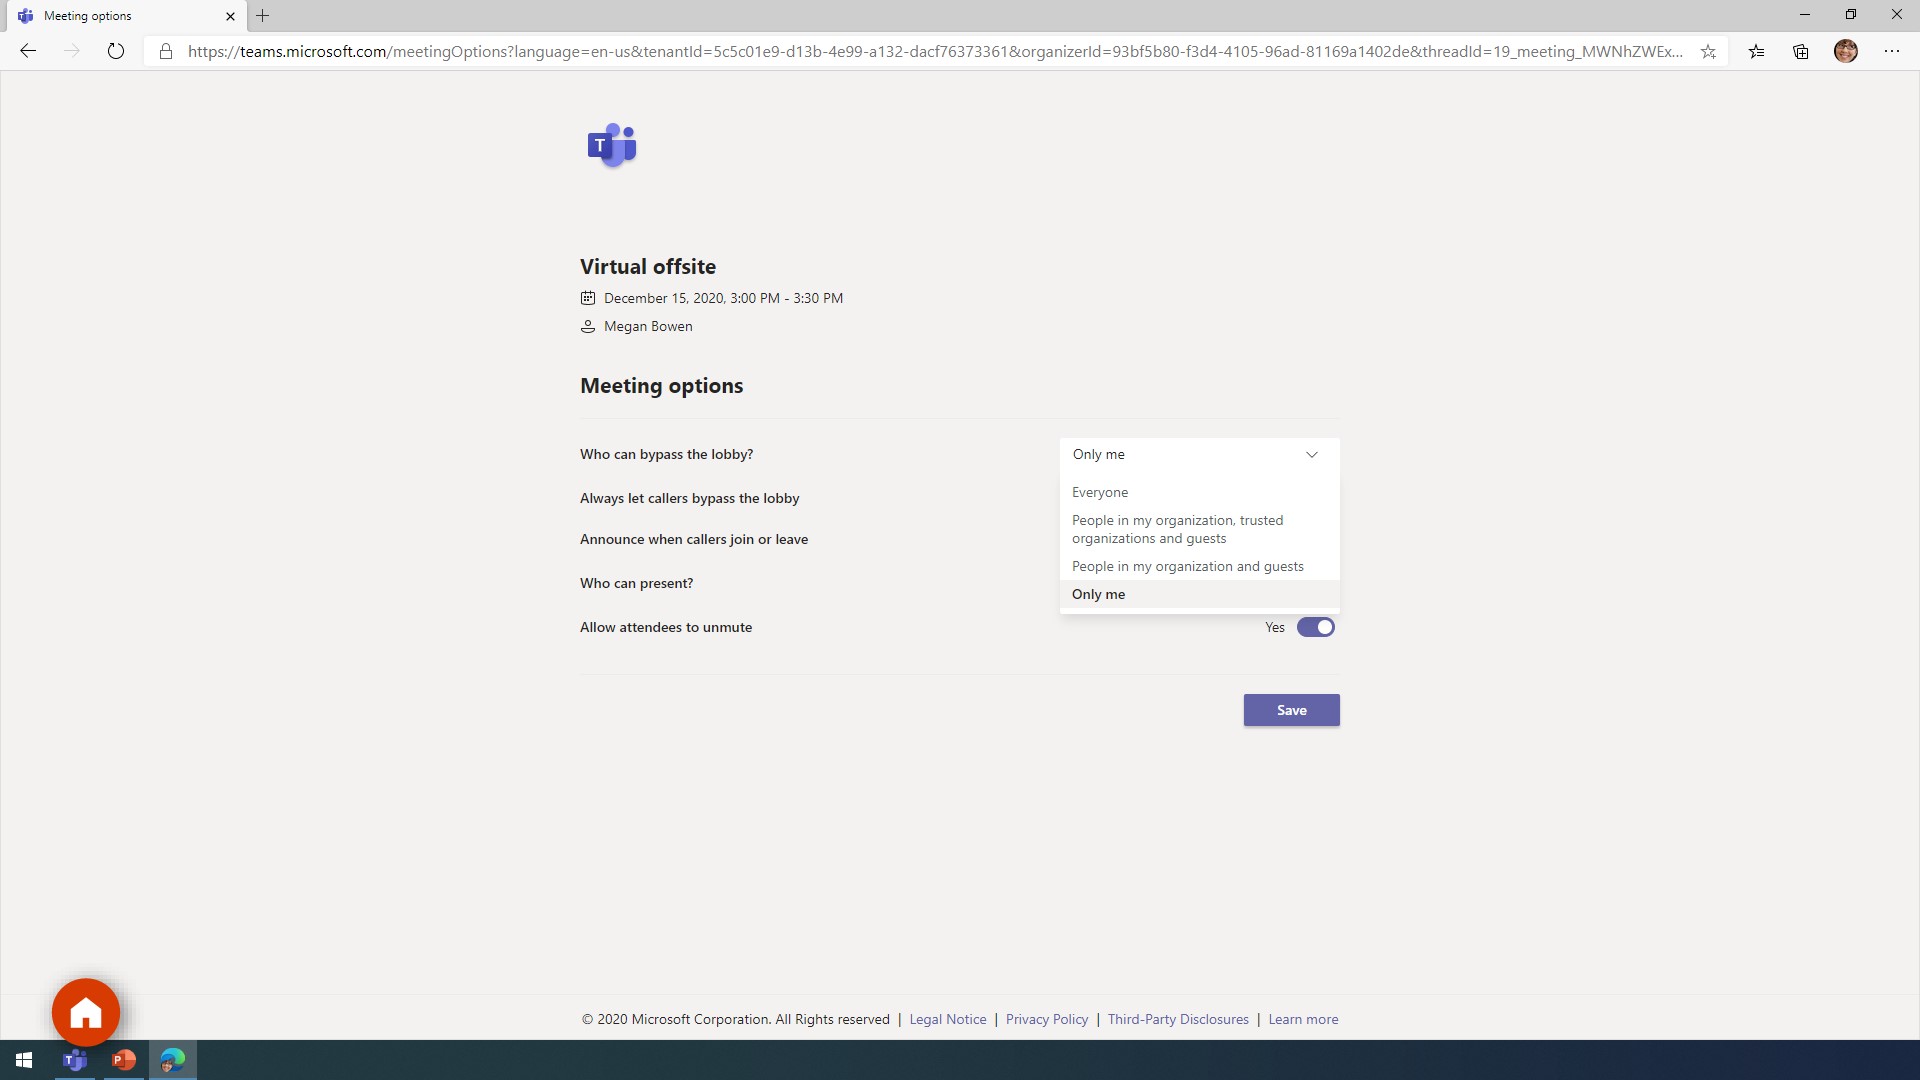 Meeting options
https://teams.microsoft.com/meetingOptions?language=en-us&tenantId=5c5c01e9-d13b-4e99-a132-dacf76373361&organizerId=93bf5b80-f3d4-4105-96ad-81169a1402de&threadId=19_meeting_MWNhZWEx...
T
Virtual offsite
December 15, 2020, 3:00 PM - 3:30 PM
Megan Bowen
Meeting options
Who can bypass the lobby?
Only me
Always let callers bypass the lobby
Everyone
People in my organization, trusted
organizations and guests
Announce when callers join or leave
People in my organization and guests
Who can present?
Only me
Allow attendees to unmute
Yes
Save
© 2020 Microsoft Corporation. All Rights reserved | Legal Notice | Privacy Policy | Third-Party Disclosures | Learn more
T
P